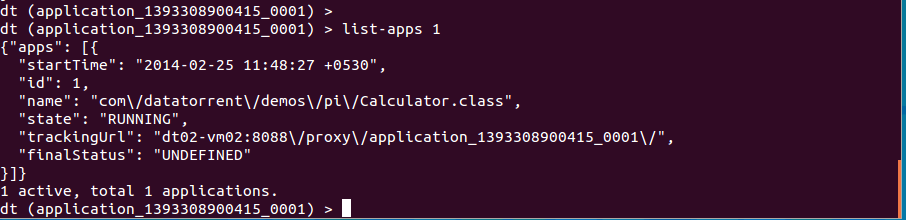 dt (application_1393308900415_0001) >
dt (application_1393308900415_0001) > list-apps 1
{"apps": [{
  "startTime": "2014-02-25 11:48:27 +0530",
  "id": 1,
  "name": "com\/datatorrent\/demos\/pi\/Calculator.class",
  "state": "RUNNING",
  "trackingUrl": "dt02-vm02:8088\/proxy\/application_1393308900415_0001\/",
  "finalStatus": "UNDEFINED"
}]}
1 active, total 1 applications.
dt (application_1393308900415_0001) >